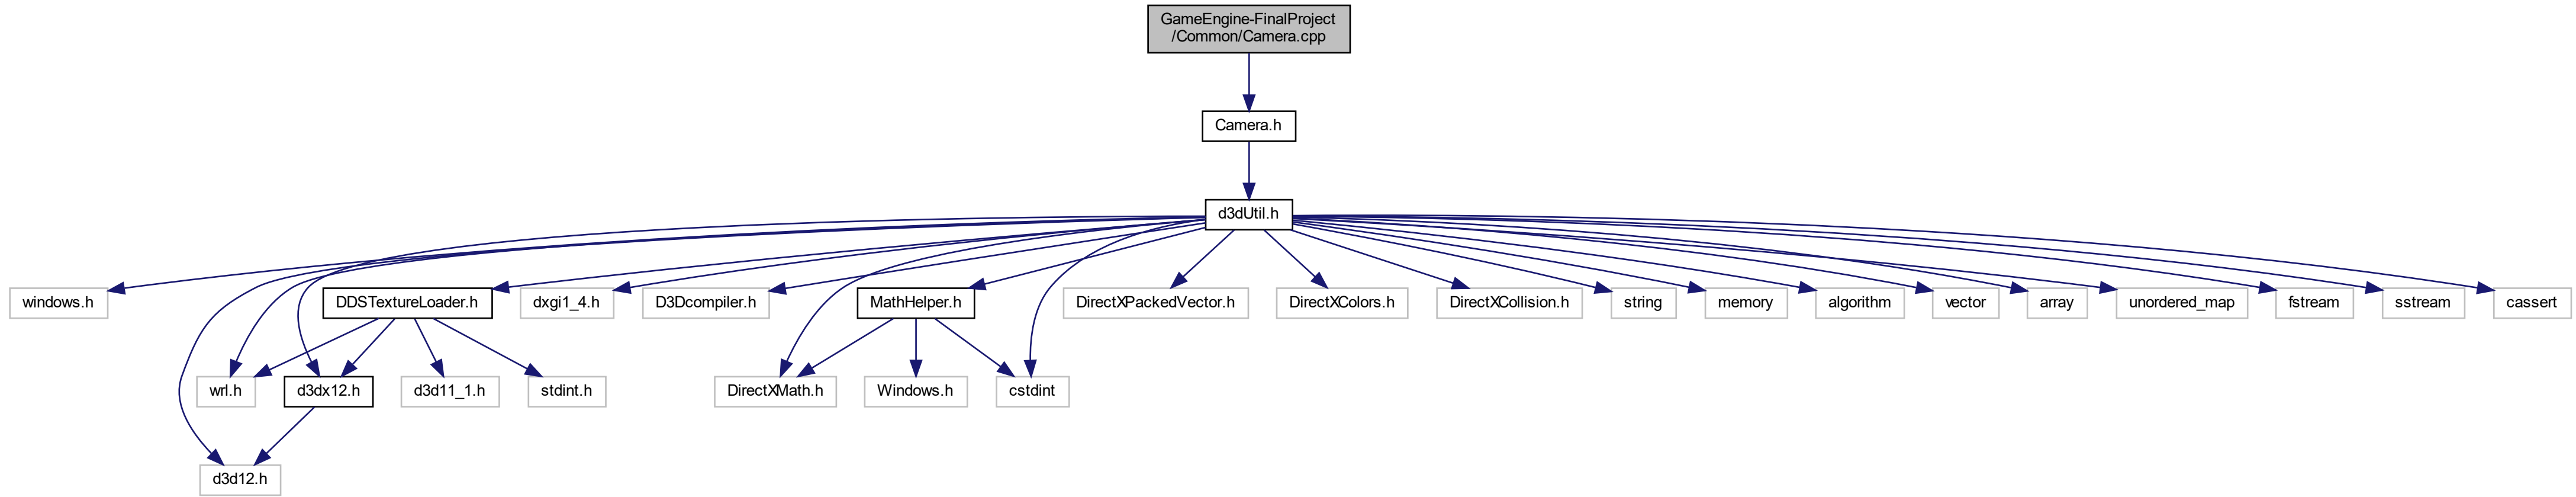 GameEngine-FinalProject
/Common/Camera.cpp
Camera.h
d3dUtil.h
windows.h
DDSTextureLoader.h
dxgi1_4.h
D3Dcompiler.h
MathHelper.h
DirectXPackedVector.h
DirectXColors.h
DirectXCollision.h
string
memory
algorithm
vector
array
unordered_map
fstream
sstream
cassert
wrl.h
d3dx12.h
d3d11_1.h
stdint.h
DirectXMath.h
Windows.h
cstdint
d3d12.h